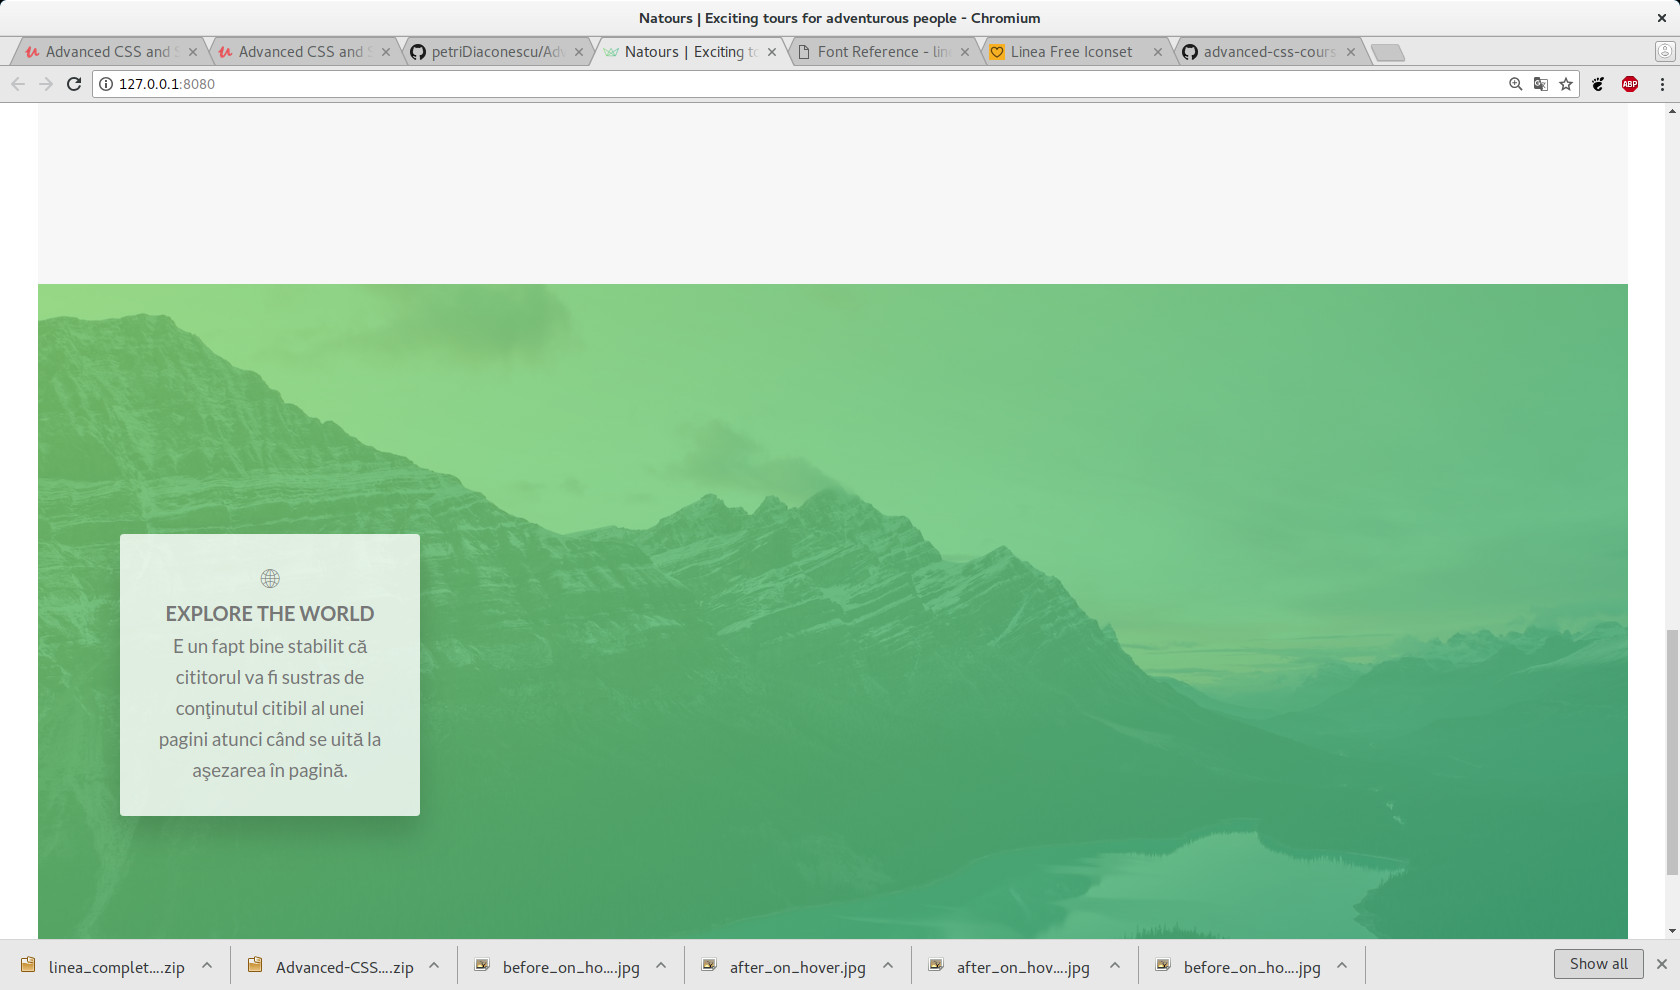 Natours | Exciting tours for adventurous people - Chromium
Advanced CSS and
Advanced CSS and
petriDiaconescu/Adv
Natours | Exciting to
Font Reference - lin
Linea Free Iconset
advanced-css-cours
127.0.0.1:8080
ABP
EXPLORE THE WORLD
E un fapt bine stabilit că
cititorul va fi sustras de
conţinutul citibil al unei
pagini atunci când se uită la
aşezarea în pagină.
linea_complet....zip
Advanced-CSS....zip
before_on_ho....jpg
after_on_hover.jpg
after_on_hov....jpg
before_on_ho....jpg
Show all